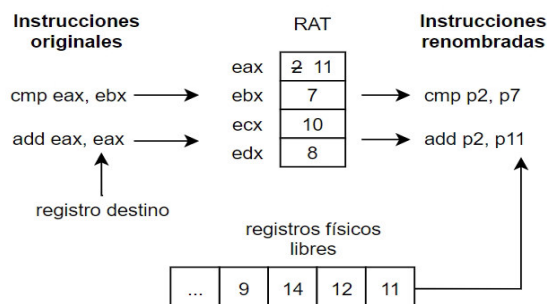 Instrucciones
originales
RAT
Instrucciones
renombradas
eax 2 11
cmp eax, ebx ebx 7 cmp p2, p7
ecx 10
add eax, eax edx 8 add p2, p11
registro destino
registros físicos
libres
... 9 14 12 11